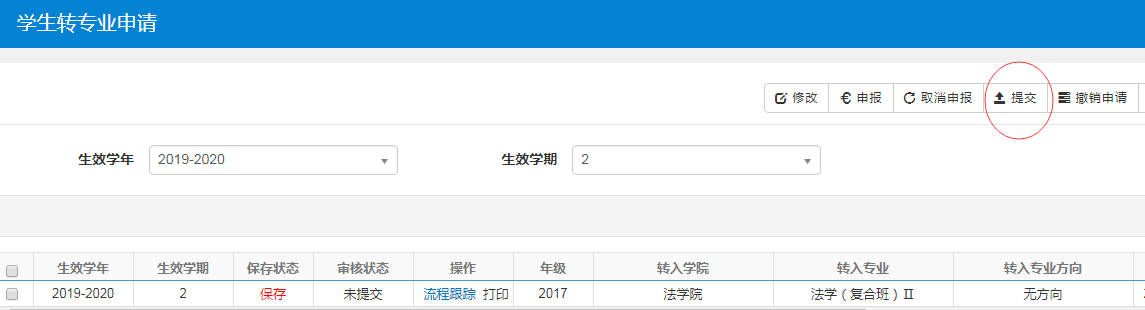 学生转专业申请
修改 申报 取消申报 提交 撤销申请
生效学年 2019-2020 生效学期 2
生效学年 生效学期 保存状态 审核状态 操作 年级 转入学院 转入专业 转入专业方向
2019-2020 2 保存 未提交 流程跟踪 打印 2017 法学院 法学（复合班）Ⅱ 无方向